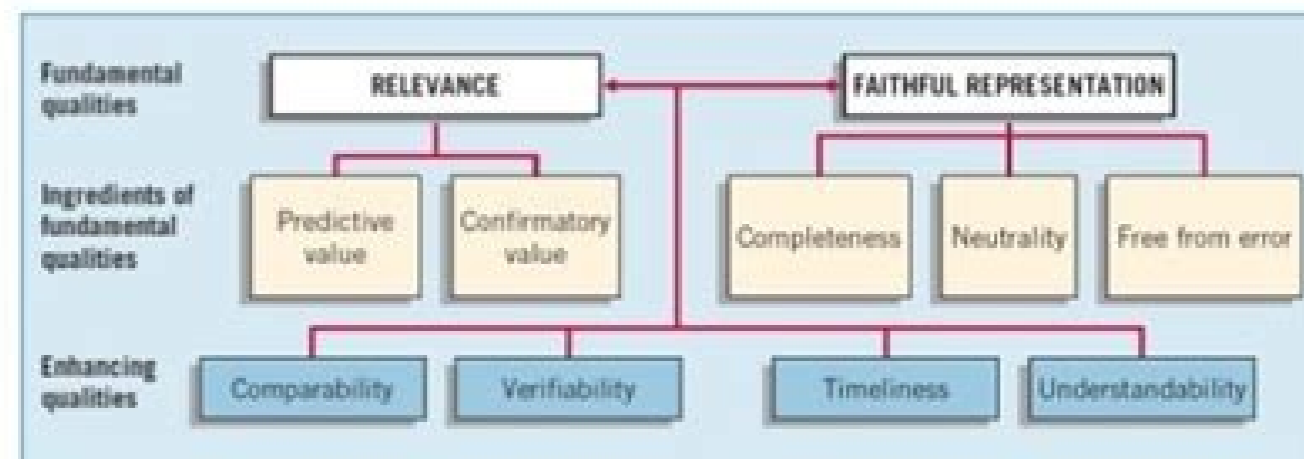 Fundamental
qualities
RELEVANCE
FAITHFUL REPRESENTATION
Ingredients of
fundamental
qualities
Predictive
value
Confirmatory
value
Completeness
Neutrality
Free from error
Enhancing
qualities
Comparability
Verifiability
Timeliness
Understandability